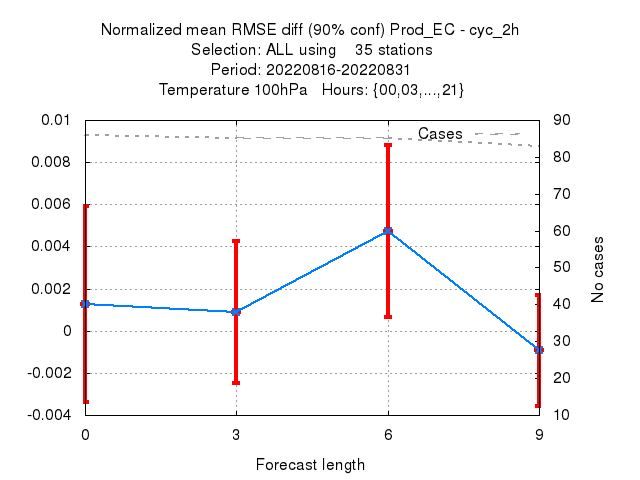 Normalized mean RMSE diff (90% conf) Prod_EC - cyc_2h
Selection: ALL using    35 stations
Period: 20220816-20220831
Temperature 100hPa   Hours: {00,03,...,21}
0.01
0.008
0.006
0.004
0.002
0
-0.002
-0.004
Cases
90
80
70
60
50
40
30
20
10
No cases
0 3 6 9
Forecast length